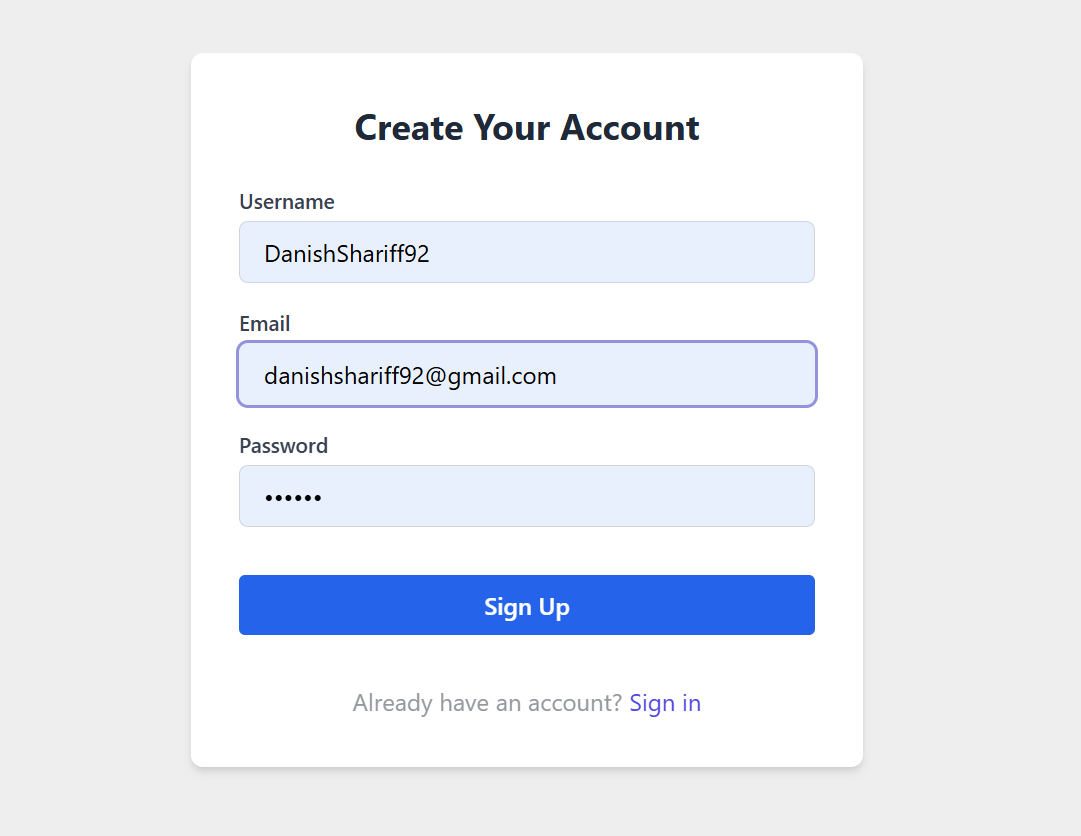 Create Your Account
Username
DanishShariff92
Email
danishshariff92@gmail.com
Password
••••••
Sign Up
Already have an account? Sign in